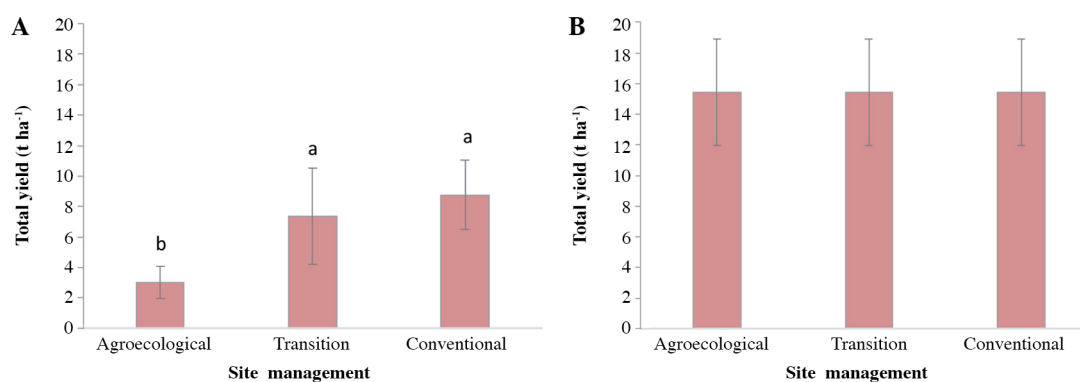 A
Total yield (t ha⁻¹)
20
18
16
14
12
10
8
6
4
2
0
b
a
a
Agroecological Transition Conventional
Site management
B
Total yield (t ha⁻¹)
20
18
16
14
12
10
8
6
4
2
0
Agroecological Transition Conventional
Site management